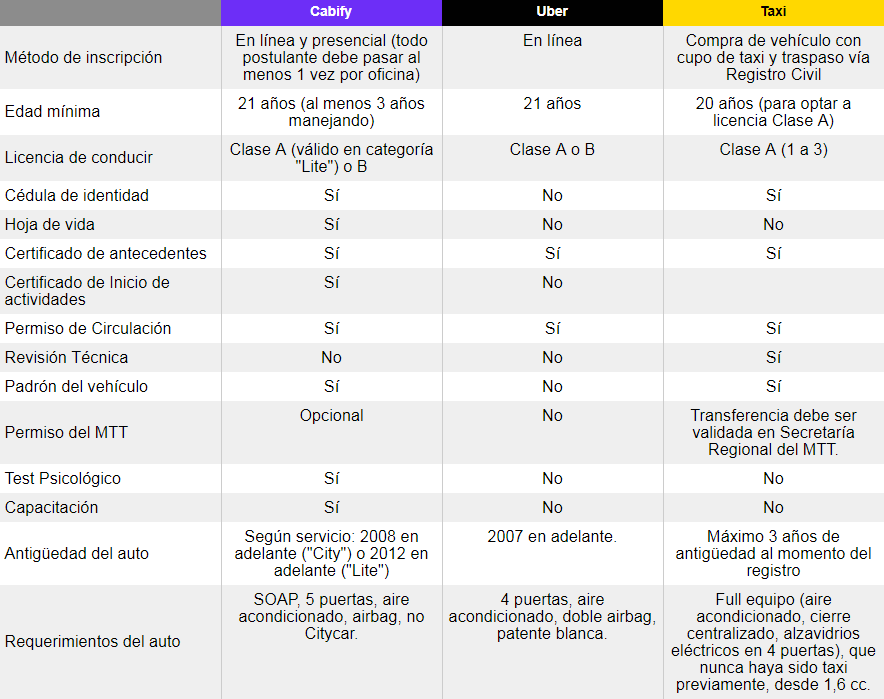 Cabify Uber Taxi
Método de inscripción
En línea y presencial (todo
postulante debe pasar al
menos 1 vez por oficina)
En línea
Compra de vehículo con
cupo de taxi y traspaso vía
Registro Civil
Edad mínima
21 años (al menos 3 años
manejando)
21 años
20 años (para optar a
licencia Clase A)
Licencia de conducir
Clase A (válido en categoría
"Lite") o B
Clase A o B
Clase A (1 a 3)
Cédula de identidad Sí No Sí
Hoja de vida Sí No No
Certificado de antecedentes Sí Sí Sí
Certificado de Inicio de
actividades
Sí No
Permiso de Circulación Sí Sí Sí
Revisión Técnica No No Sí
Padrón del vehículo Sí No Sí
Permiso del MTT
Opcional
No
Transferencia debe ser
validada en Secretaría
Regional del MTT.
Test Psicológico Sí No No
Capacitación Sí No No
Antigüedad del auto
Según servicio: 2008 en
adelante ("City") o 2012 en
adelante ("Lite")
2007 en adelante.
Máximo 3 años de
antigüedad al momento del
registro
Requerimientos del auto
SOAP, 5 puertas, aire
acondicionado, airbag, no
Citycar.
4 puertas, aire
acondicionado, doble airbag,
patente blanca.
Full equipo (aire
acondicionado, cierre
centralizado, alzavidrios
eléctricos en 4 puertas), que
nunca haya sido taxi
previamente, desde 1,6 cc.